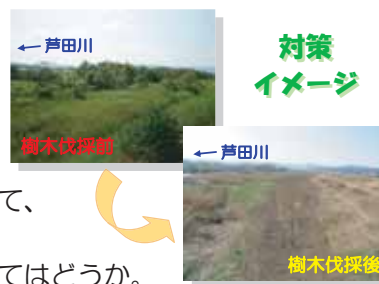 対策
イメージ
← 芦田川
樹木伐採前
← 芦田川
樹木伐採後
て、
てはどうか。